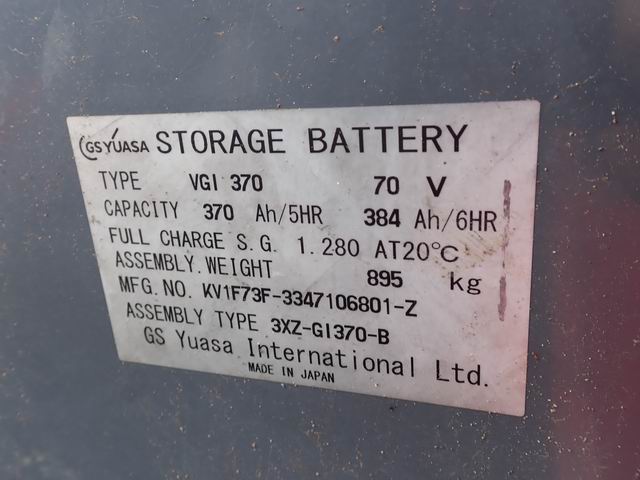 GS YUASA STORAGE BATTERY
TYPE VGI 370 70 V
CAPACITY 370 Ah/5HR 384 Ah/6HR
FULL CHARGE S.G. 1.280 AT20℃
ASSEMBLY.WEIGHT 895 kg
MFG.NO. KV1F73F-3347106801-Z
ASSEMBLY TYPE 3XZ-GI370-B
GS Yuasa International Ltd.
MADE IN JAPAN